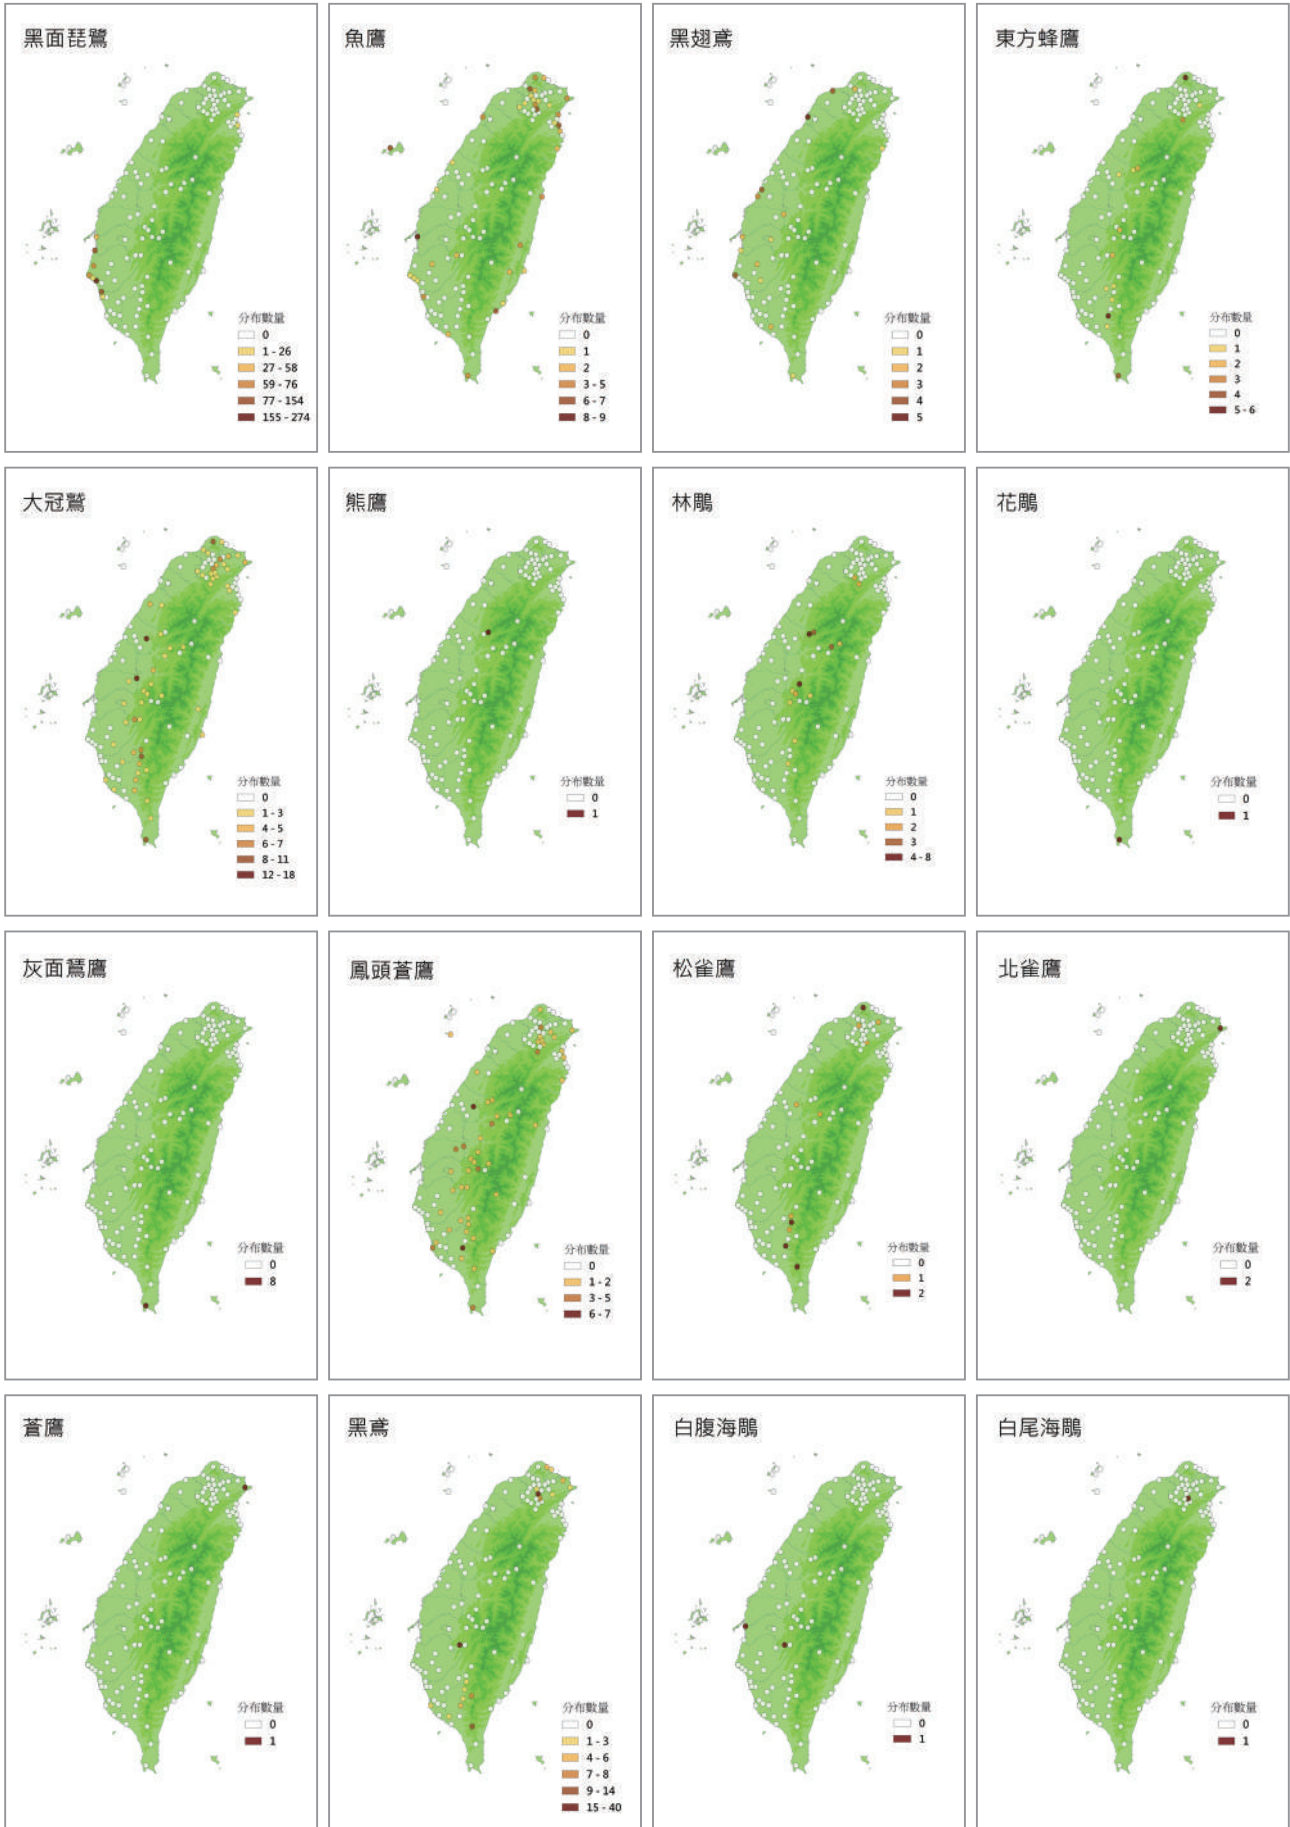 黑面琵鷺
分布數量
0
1 - 26
27 - 58
59 - 76
77 - 154
155 - 274
魚鷹
分布數量
0
1
2
3 - 5
6 - 7
8 - 9
黑翅鳶
分布數量
0
1
2
3
4
5
東方蜂鷹
分布數量
0
1
2
3
4
5 - 6
大冠鷲
分布數量
0
1 - 3
4 - 5
6 - 7
8 - 11
12 - 18
熊鷹
分布數量
0
1
林鵰
分布數量
0
1
2
3
4 - 8
花鵰
分布數量
0
1
灰面鵟鷹
分布數量
0
8
鳳頭蒼鷹
分布數量
0
1 - 2
3 - 5
6 - 7
松雀鷹
分布數量
0
1
2
北雀鷹
分布數量
0
2
蒼鷹
分布數量
0
1
黑鳶
分布數量
0
1 - 3
4 - 6
7 - 8
9 - 14
15 - 40
白腹海鵰
分布數量
0
1
白尾海鵰
分布數量
0
1